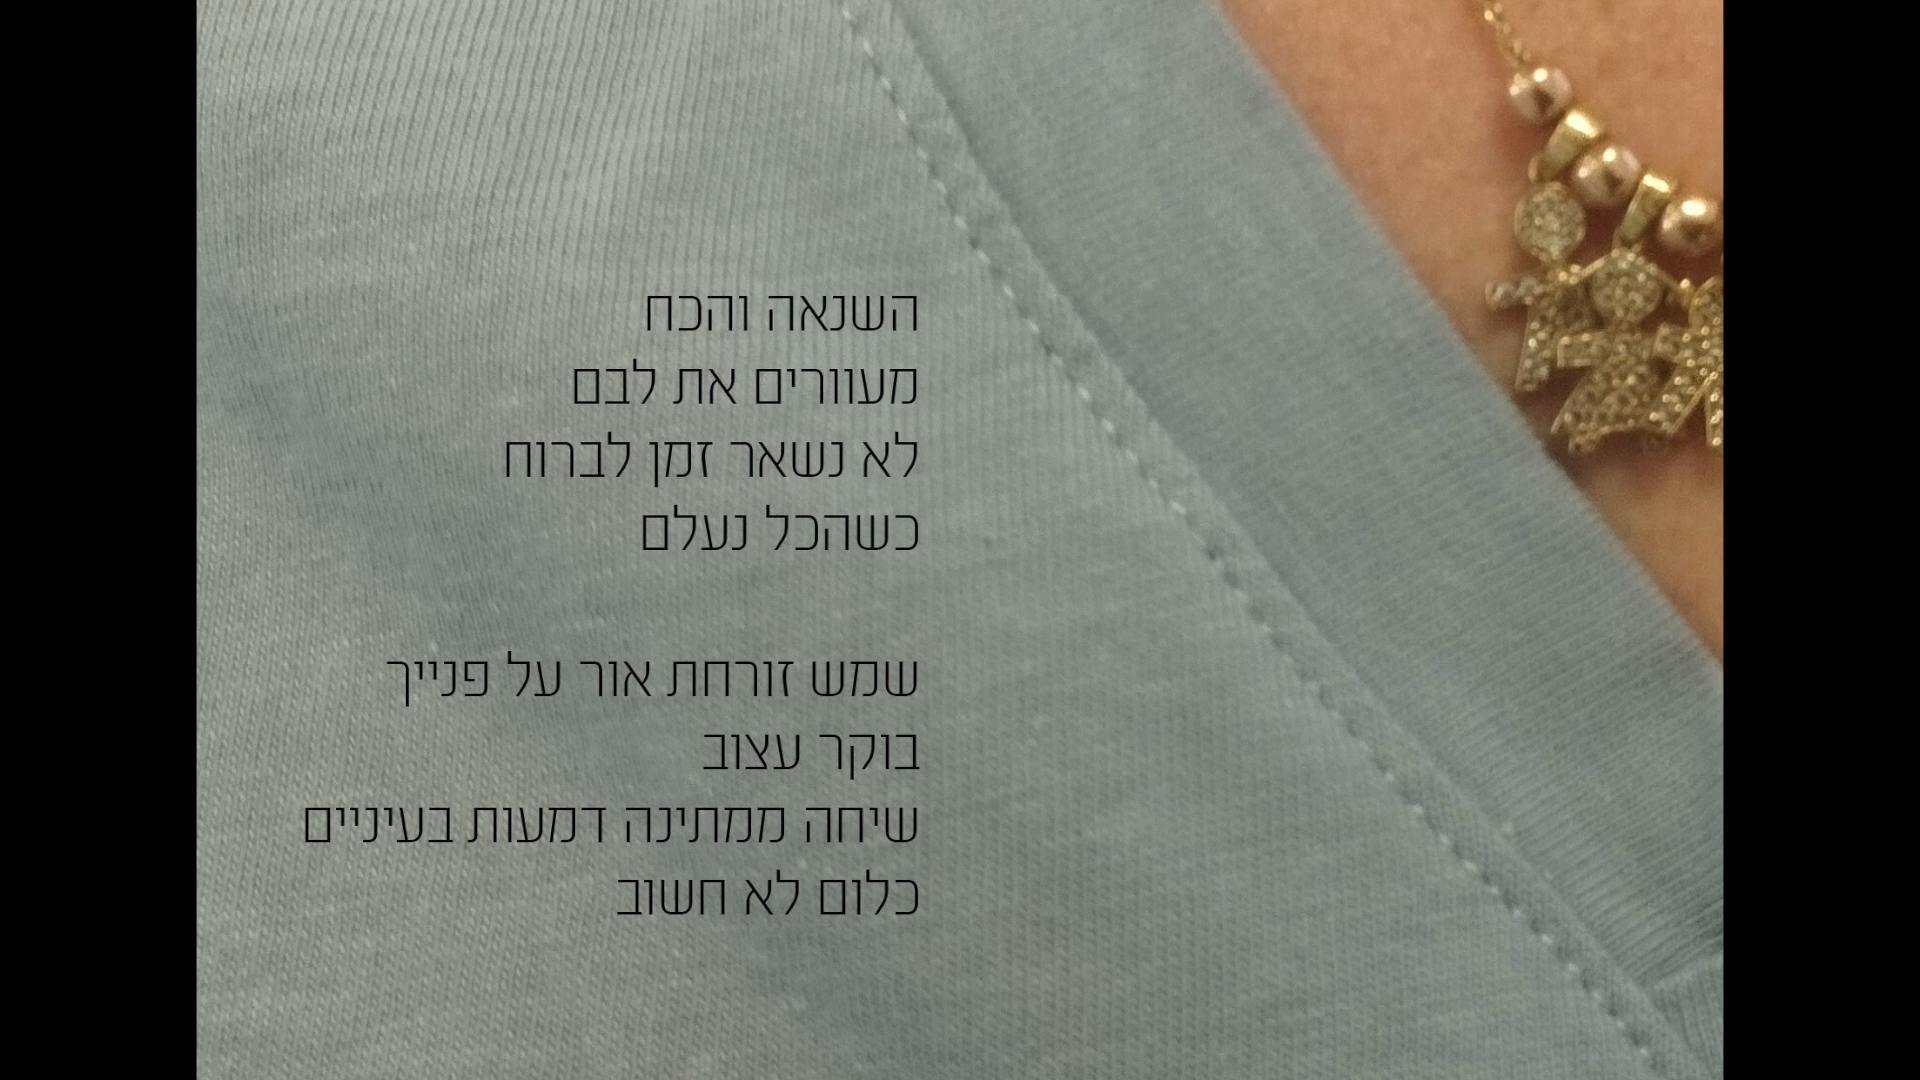 השנאה והכח
מעוורים את לבם
לא נשאר זמן לברוח
כשהכל נעלם
שמש זורחת אור על פנייך
בוקר עצוב
שיחה ממתינה דמעות בעיניים
כלום לא חשוב